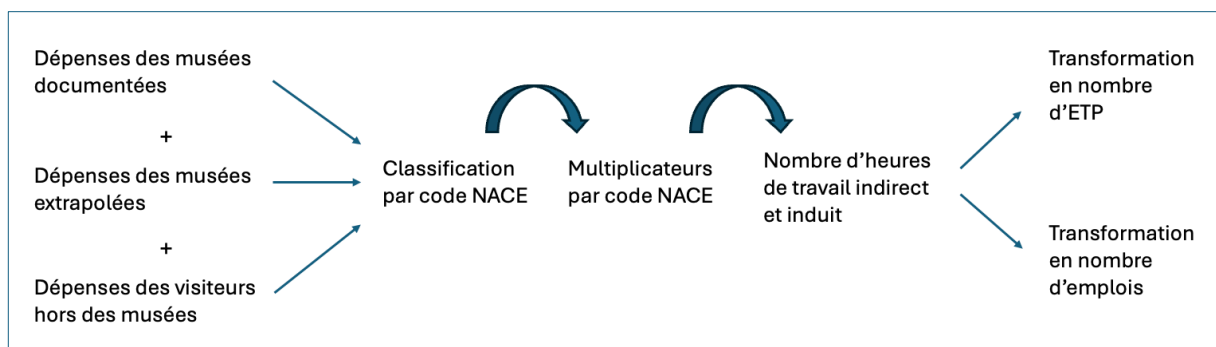 Dépenses des musées
documentées
+
Dépenses des musées
extrapolées
+
Dépenses des visiteurs
hors des musées
Classification
par code NACE
Multiplicateurs
par code NACE
Nombre d’heures
de travail indirect
et induit
Transformation
en nombre
d’ETP
Transformation
en nombre
d’emplois